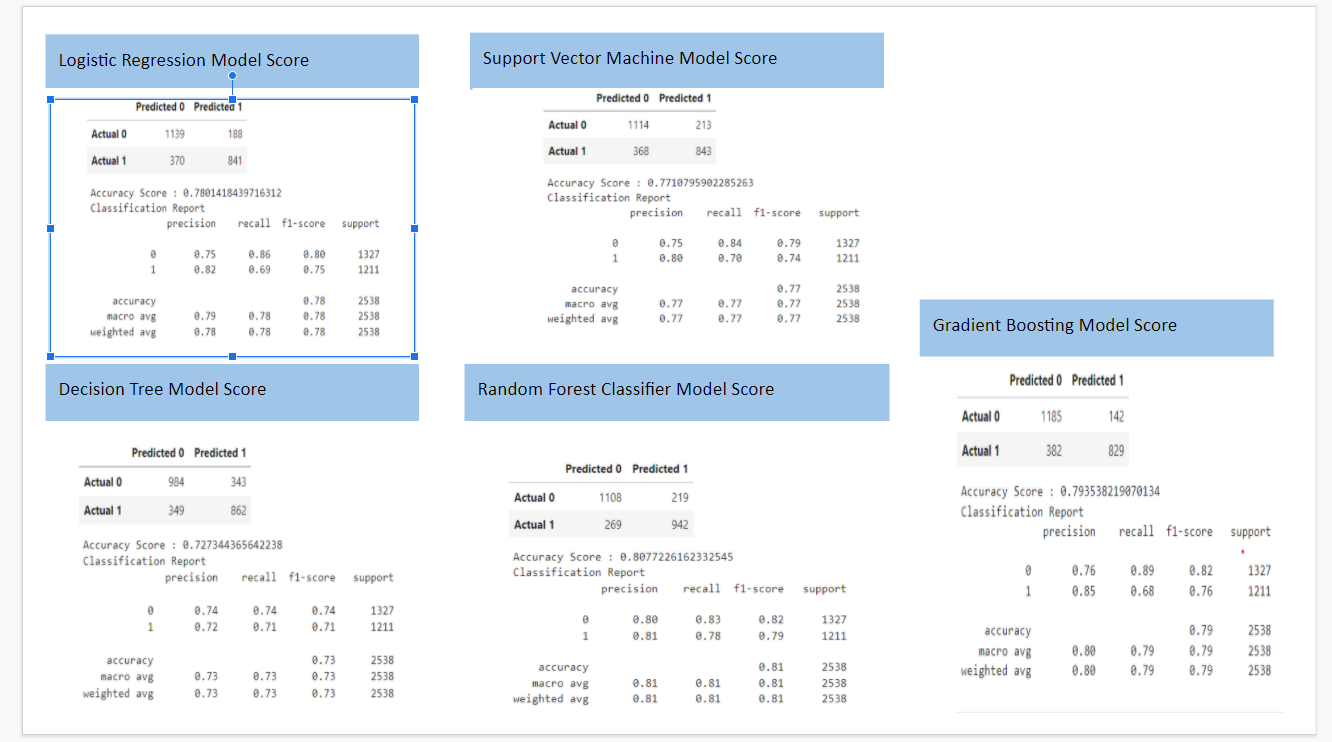 Logistic Regression Model Score
Predicted 0 Predicted 1
Actual 0 1139 188
Actual 1 370 841
Accuracy Score : 0.7801418439716312
Classification Report
precision recall f1-score support
0 0.75 0.86 0.80 1327
1 0.82 0.69 0.75 1211
accuracy 0.78 2538
macro avg 0.79 0.78 0.78 2538
weighted avg 0.78 0.78 0.78 2538
Support Vector Machine Model Score
Predicted 0 Predicted 1
Actual 0 1114 213
Actual 1 368 843
Accuracy Score : 0.7710795902285263
Classification Report
precision recall f1-score support
0 0.75 0.84 0.79 1327
1 0.80 0.70 0.74 1211
accuracy 0.77 2538
macro avg 0.77 0.77 0.77 2538
weighted avg 0.77 0.77 0.77 2538
Decision Tree Model Score
Predicted 0 Predicted 1
Actual 0 984 343
Actual 1 349 862
Accuracy Score : 0.727344365642238
Classification Report
precision recall f1-score support
0 0.74 0.74 0.74 1327
1 0.72 0.71 0.71 1211
accuracy 0.73 2538
macro avg 0.73 0.73 0.73 2538
weighted avg 0.73 0.73 0.73 2538
Random Forest Classifier Model Score
Predicted 0 Predicted 1
Actual 0 1108 219
Actual 1 269 942
Accuracy Score : 0.8077226162332545
Classification Report
precision recall f1-score support
0 0.80 0.83 0.82 1327
1 0.81 0.78 0.79 1211
accuracy 0.81 2538
macro avg 0.81 0.81 0.81 2538
weighted avg 0.81 0.81 0.81 2538
Gradient Boosting Model Score
Predicted 0 Predicted 1
Actual 0 1185 142
Actual 1 382 829
Accuracy Score : 0.793538219070134
Classification Report
precision recall f1-score support
0 0.76 0.89 0.82 1327
1 0.85 0.68 0.76 1211
accuracy 0.79 2538
macro avg 0.80 0.79 0.79 2538
weighted avg 0.80 0.79 0.79 2538